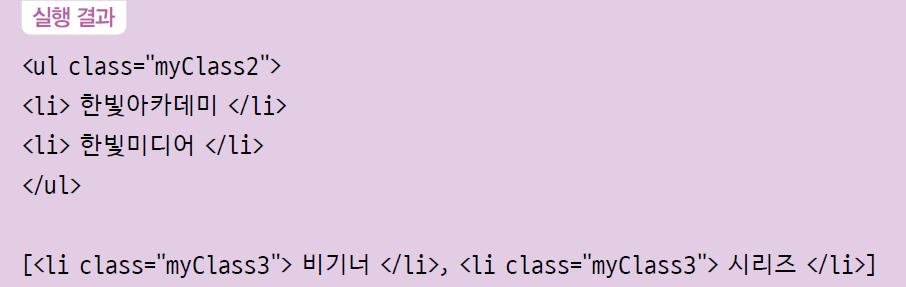 실행 결과
<ul class="myClass2">
<li> 한빛아카데미 </li>
<li> 한빛미디어 </li>
</ul>
[<li class="myClass3"> 비기너 </li>, <li class="myClass3"> 시리즈 </li>]